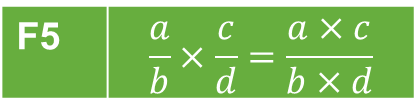 F5 a/b × c/d = (a × c)/(b × d)